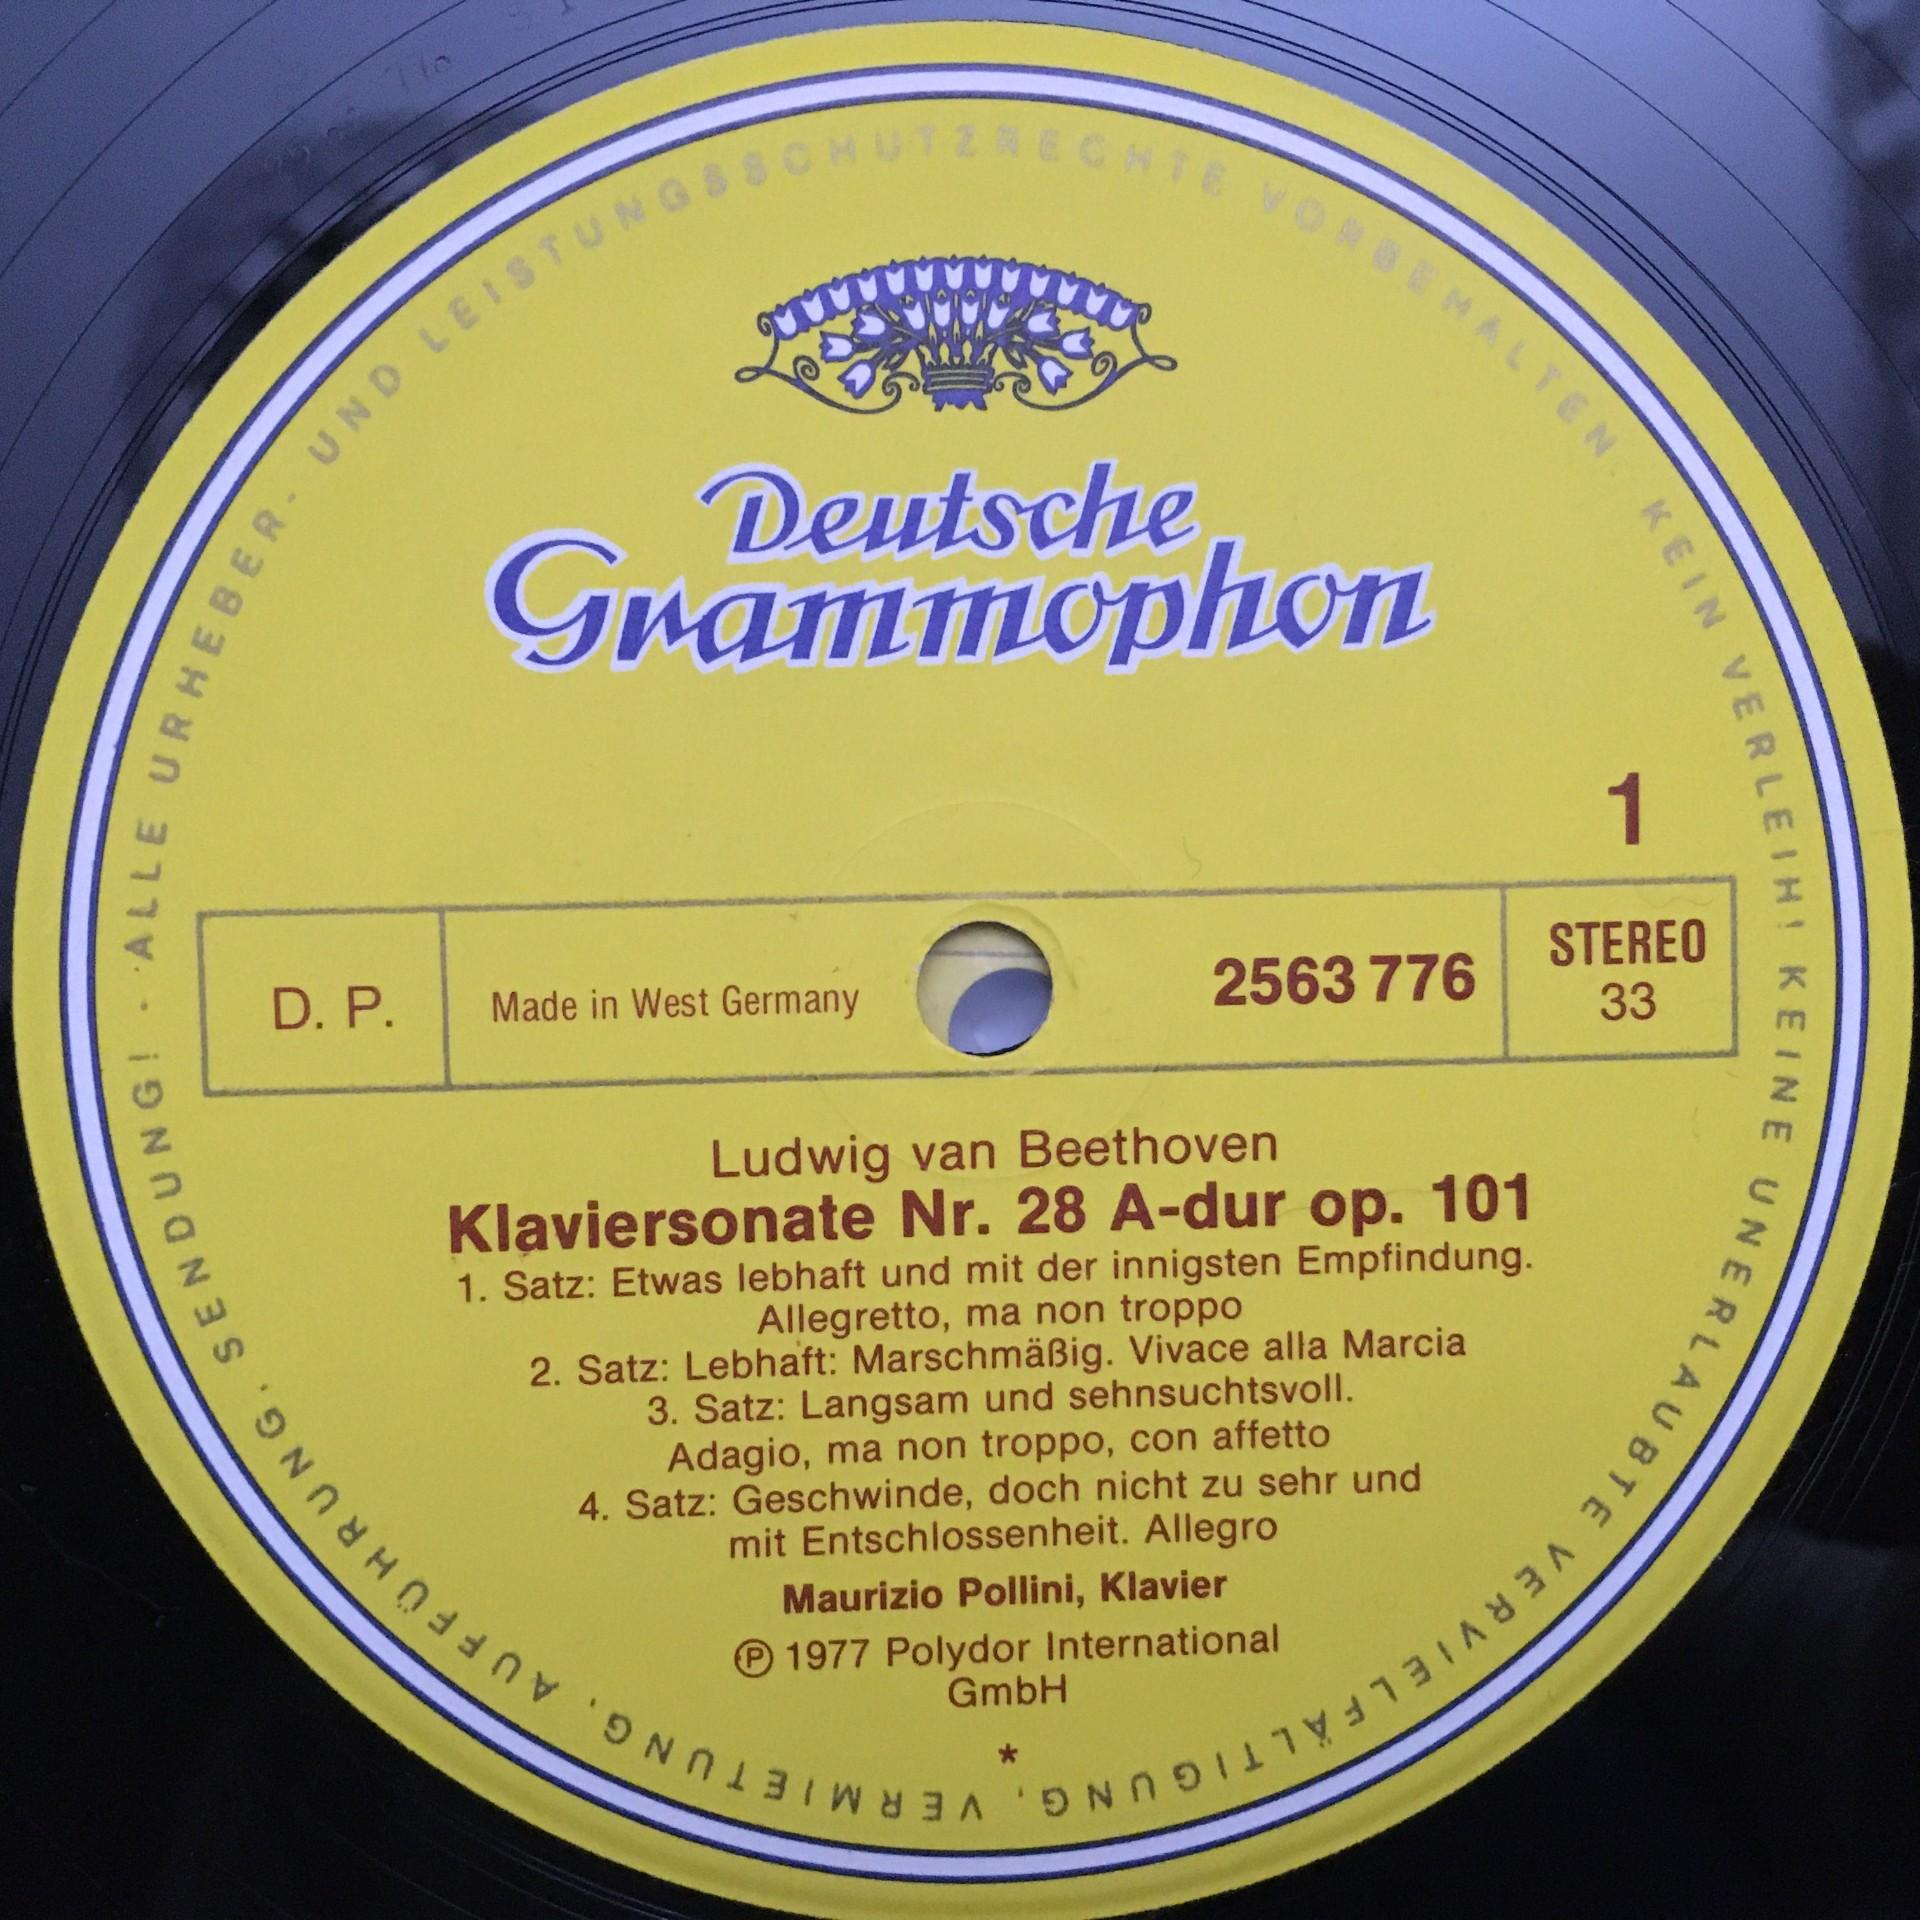 ALLE URHEBER- UND LEISTUNGSSCHUTZRECHTE VORBEHALTEN · KEIN VERLEIH! KEINE UNERLAUBTE VERVIELFÄLTIGUNG, VERMIETUNG, AUFFÜHRUNG, SENDUNG! ·
Deutsche
Grammophon
1
D. P.
Made in West Germany
2563 776
STEREO
33
Ludwig van Beethoven
Klaviersonate Nr. 28 A-dur op. 101
1. Satz: Etwas lebhaft und mit der innigsten Empfindung.
Allegretto, ma non troppo
2. Satz: Lebhaft: Marschmäßig. Vivace alla Marcia
3. Satz: Langsam und sehnsuchtsvoll.
Adagio, ma non troppo, con affetto
4. Satz: Geschwinde, doch nicht zu sehr und
mit Entschlossenheit. Allegro
Maurizio Pollini, Klavier
℗ 1977 Polydor International
GmbH
*